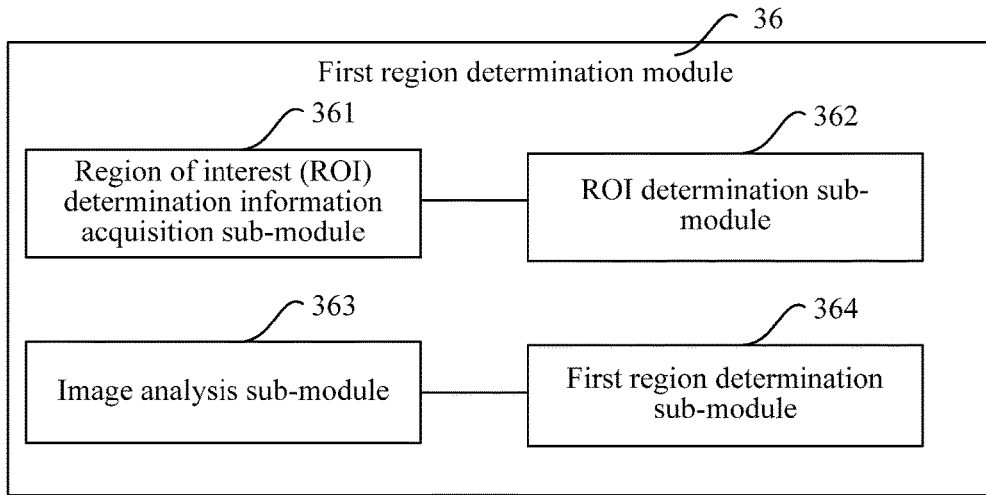 36
First region determination module
361
362
Region of interest (ROI)
determination information
acquisition sub-module
ROI determination sub-
module
363
364
Image analysis sub-module
First region determination
sub-module